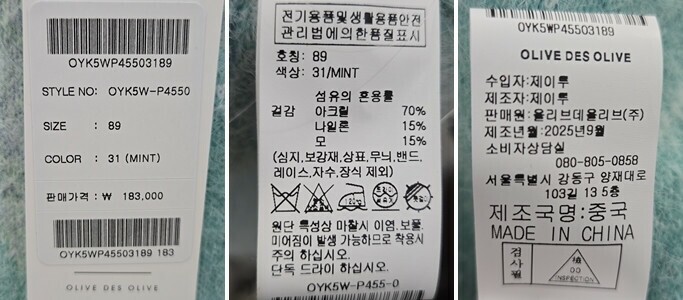 OYK5WP45503189
STYLE NO: OYK5W-P4550
SIZE : 89
COLOR : 31 (MINT)
판매가격 : ₩ 183,000
OYK5WP45503189 183
OLIVE DES OLIVE
전기용품및생활용품안전
관리법에의한품질표시
호칭: 89
색상: 31/MINT
섬유의 혼용률
겉감 아크릴 70%
나일론 15%
모 15%
(심지,보강재,상표,무늬,밴드,
레이스,자수,장식 제외)
원단 특성상 마찰시 이염,보풀,
미어짐이 발생 가능하므로 착용시
주의 하십시오.
단독 드라이 하십시오.
OYK5W-P455-0
OYK5WP45503189
OLIVE DES OLIVE
수입자:제이투
제조자:제이투
판매원:올리브데올리브(주)
제조년월:2025년9월
소비자상담실
080-805-0858
서울특별시 강동구 양재대로
103길 13 5층
제조국명:중국
MADE IN CHINA
검사필
00
INSPECTION